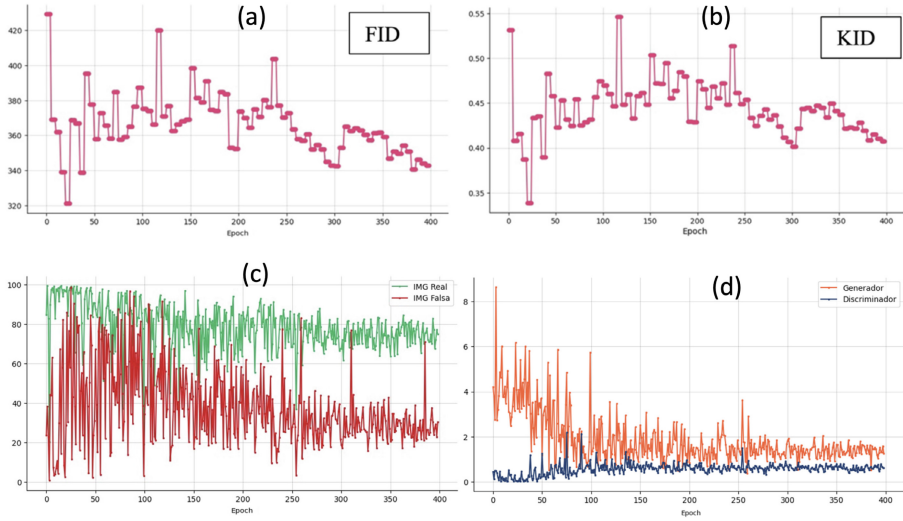 (a)
FID
420
400
380
360
340
320
0 50 100 150 200 250 300 350 400
Epoch
(b)
KID
0.55
0.50
0.45
0.40
0.35
0 50 100 150 200 250 300 350 400
Epoch
(c)
IMG Real
IMG Falsa
100
80
60
40
20
0
0 50 100 150 200 250 300 350 400
Epoch
(d)
Generador
Discriminador
8
6
4
2
0
0 50 100 150 200 250 300 350 400
Epoch